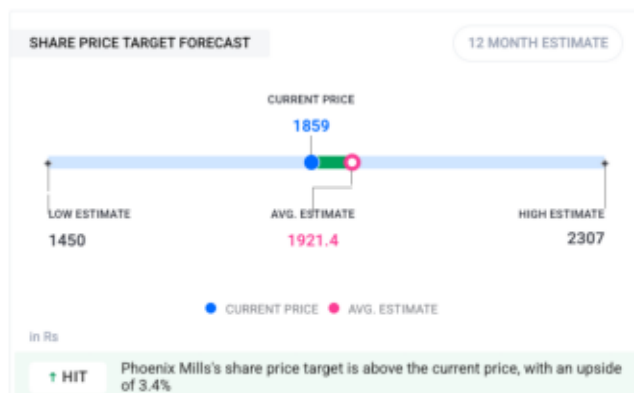 SHARE PRICE TARGET FORECAST
12 MONTH ESTIMATE
CURRENT PRICE
1859
LOW ESTIMATE
AVG. ESTIMATE
HIGH ESTIMATE
1450
1921.4
2307
CURRENT PRICE
AVG. ESTIMATE
in Rs
↑ HIT
Phoenix Mills's share price target is above the current price, with an upside
of 3.4%